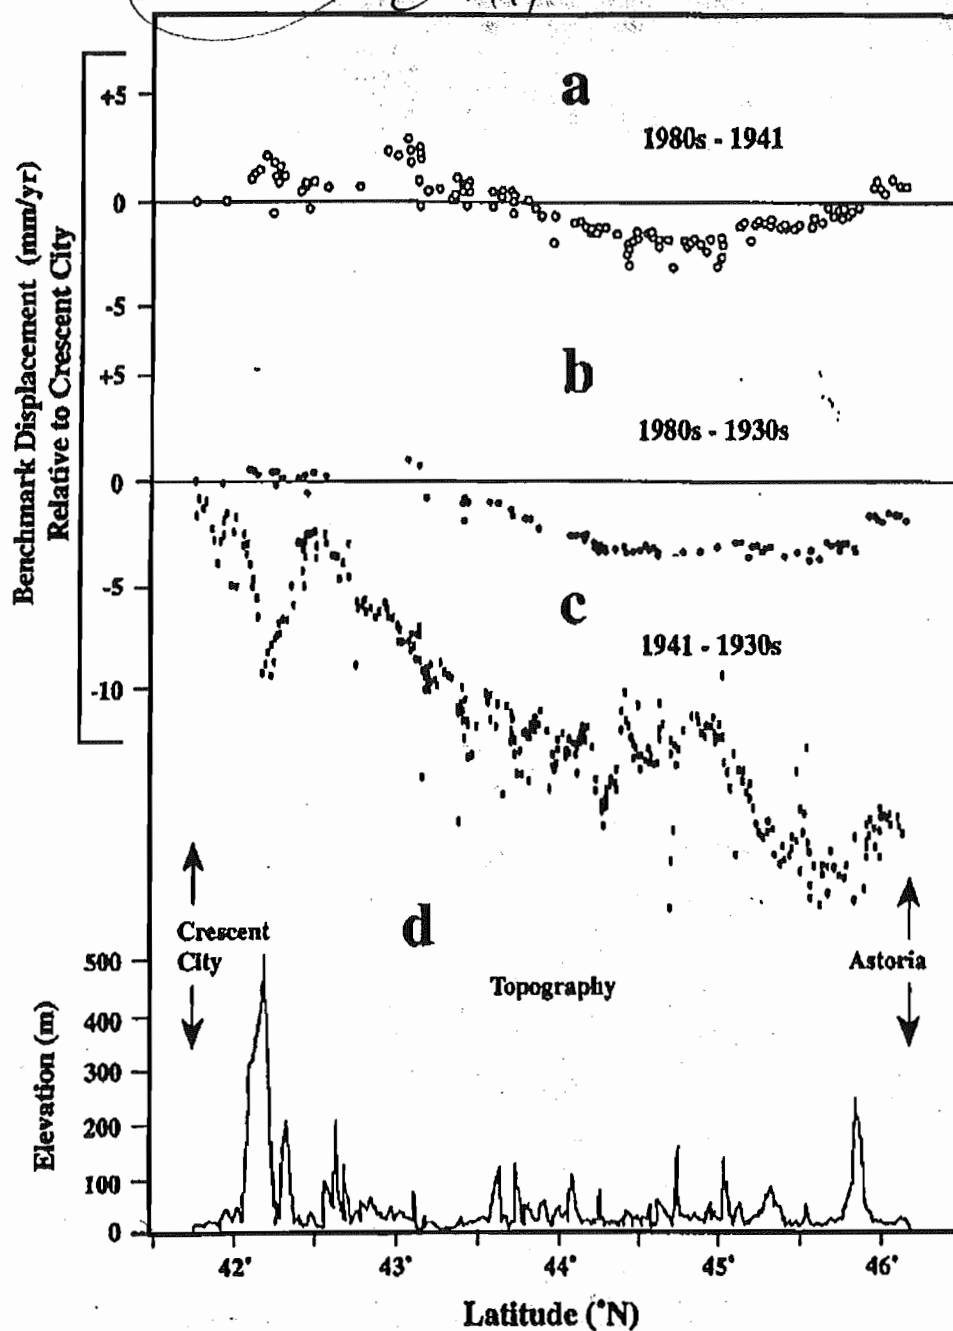 a
+5
1980s - 1941
0
-5
b
+5
1980s - 1930s
0
-5
c
1941 - 1930s
-10
Benchmark Displacement (mm/yr)
Relative to Crescent City
d
Crescent
City
Astoria
Topography
500
400
300
200
100
0
Elevation (m)
42° 43° 44° 45° 46°
Latitude (°N)